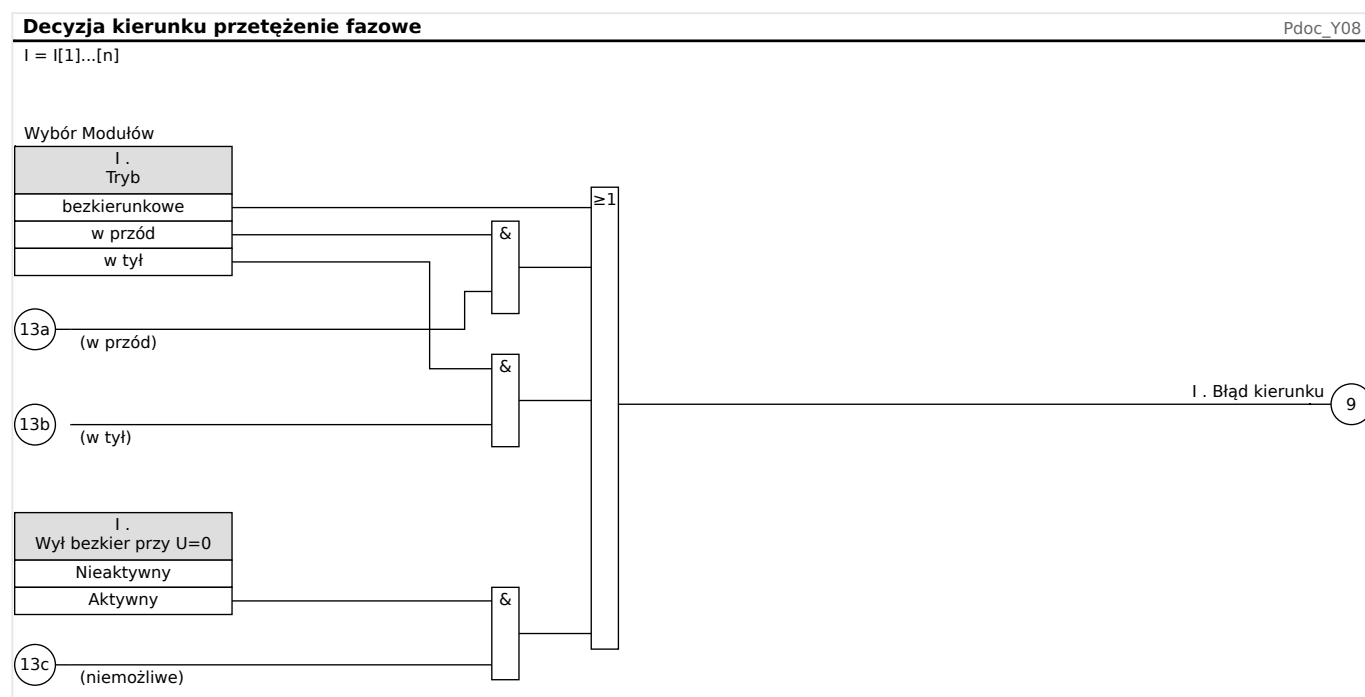 Decyzja kierunku przetężenie fazowe
Pdoc_Y08
I = I[1]...[n]
Wybór Modułów
I .
Tryb
bezkierunkowe
w przód
w tył
≥1
&
13a
(w przód)
&
I . Błąd kierunku
9
13b
(w tył)
I .
Wył bezkier przy U=0
Nieaktywny
Aktywny
&
13c
(niemożliwe)